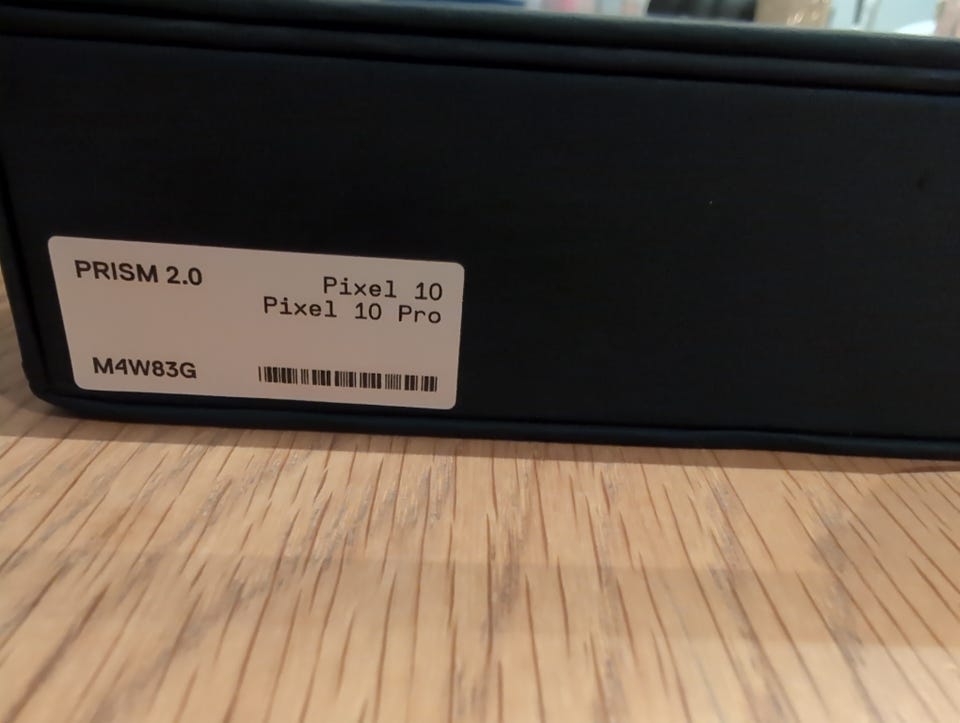 PRISM 2.0
Pixel 10
Pixel 10 Pro
M4W83G